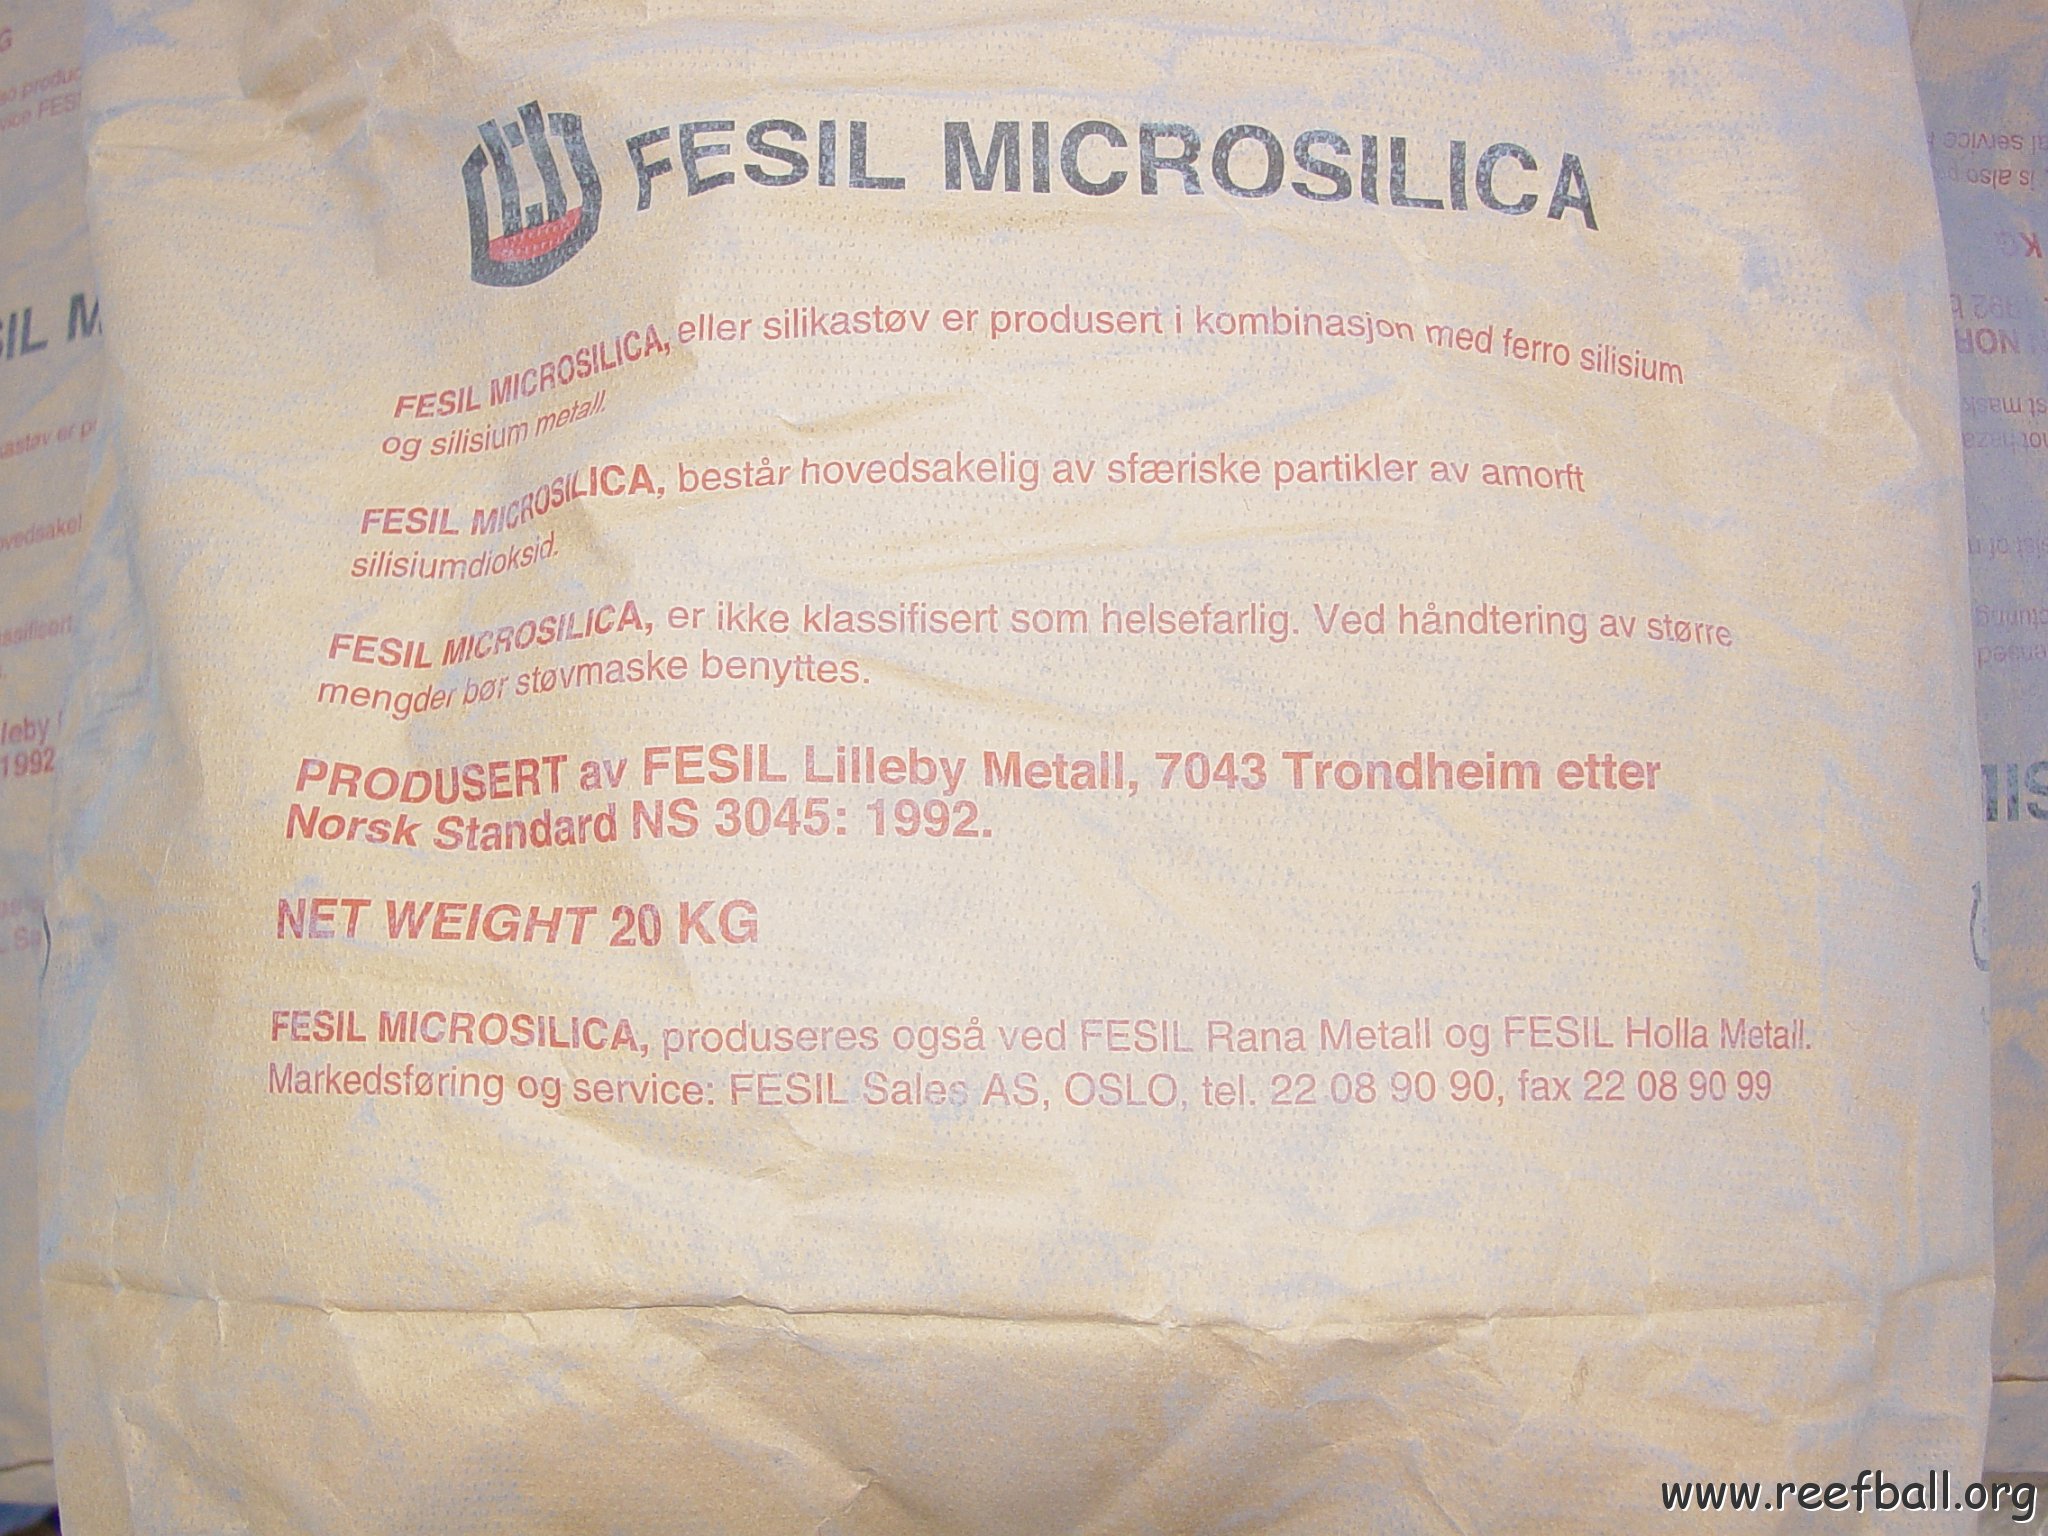 FESIL MICROSILICA
FESIL MICROSILICA, eller silikastøv er produsert i kombinasjon med ferro silisium
og silisium metall.
FESIL MICROSILICA, består hovedsakelig av sfæriske partikler av amorft
silisiumdioksid.
FESIL MICROSILICA, er ikke klassifisert som helsefarlig. Ved håndtering av større
mengder bør støvmaske benyttes.
PRODUSERT av FESIL Lilleby Metall, 7043 Trondheim etter
Norsk Standard NS 3045: 1992.
NET WEIGHT 20 KG
FESIL MICROSILICA, produseres også ved FESIL Rana Metall og FESIL Holla Metall.
Markedsføring og service: FESIL Sales AS, OSLO, tel. 22 08 90 90, fax 22 08 90 99
www.reefball.org